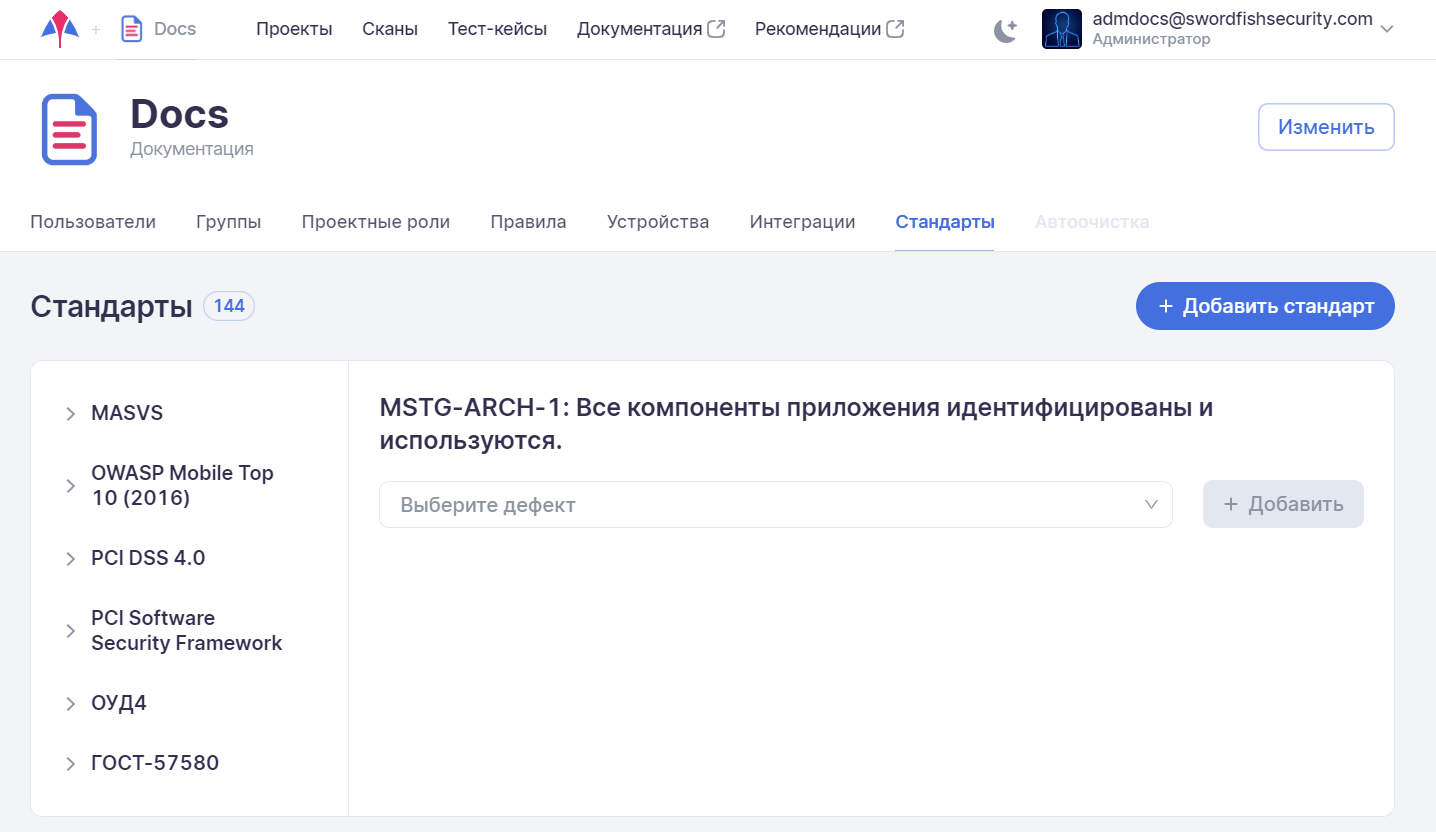 + Docs Проекты Сканы Тест-кейсы Документация Рекомендации admdocs@swordfishsecurity.com
Администратор
Docs
Документация
Изменить
Пользователи Группы Проектные роли Правила Устройства Интеграции Стандарты Автоочистка
Стандарты 144
+ Добавить стандарт
MASVS
OWASP Mobile Top
10 (2016)
PCI DSS 4.0
PCI Software
Security Framework
ОУД4
ГОСТ-57580
MSTG-ARCH-1: Все компоненты приложения идентифицированы и
используются.
Выберите дефект
+ Добавить